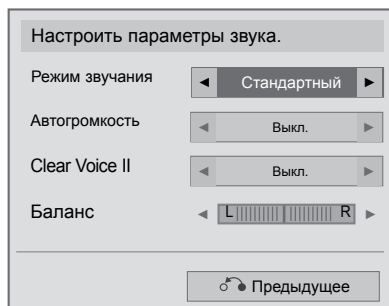 Настроить параметры звука.
Режим звучания ◄ Стандартный ►
Автогромкость ◄ Выкл. ►
Clear Voice II ◄ Выкл. ►
Баланс ◄ L R ►
Предыдущее